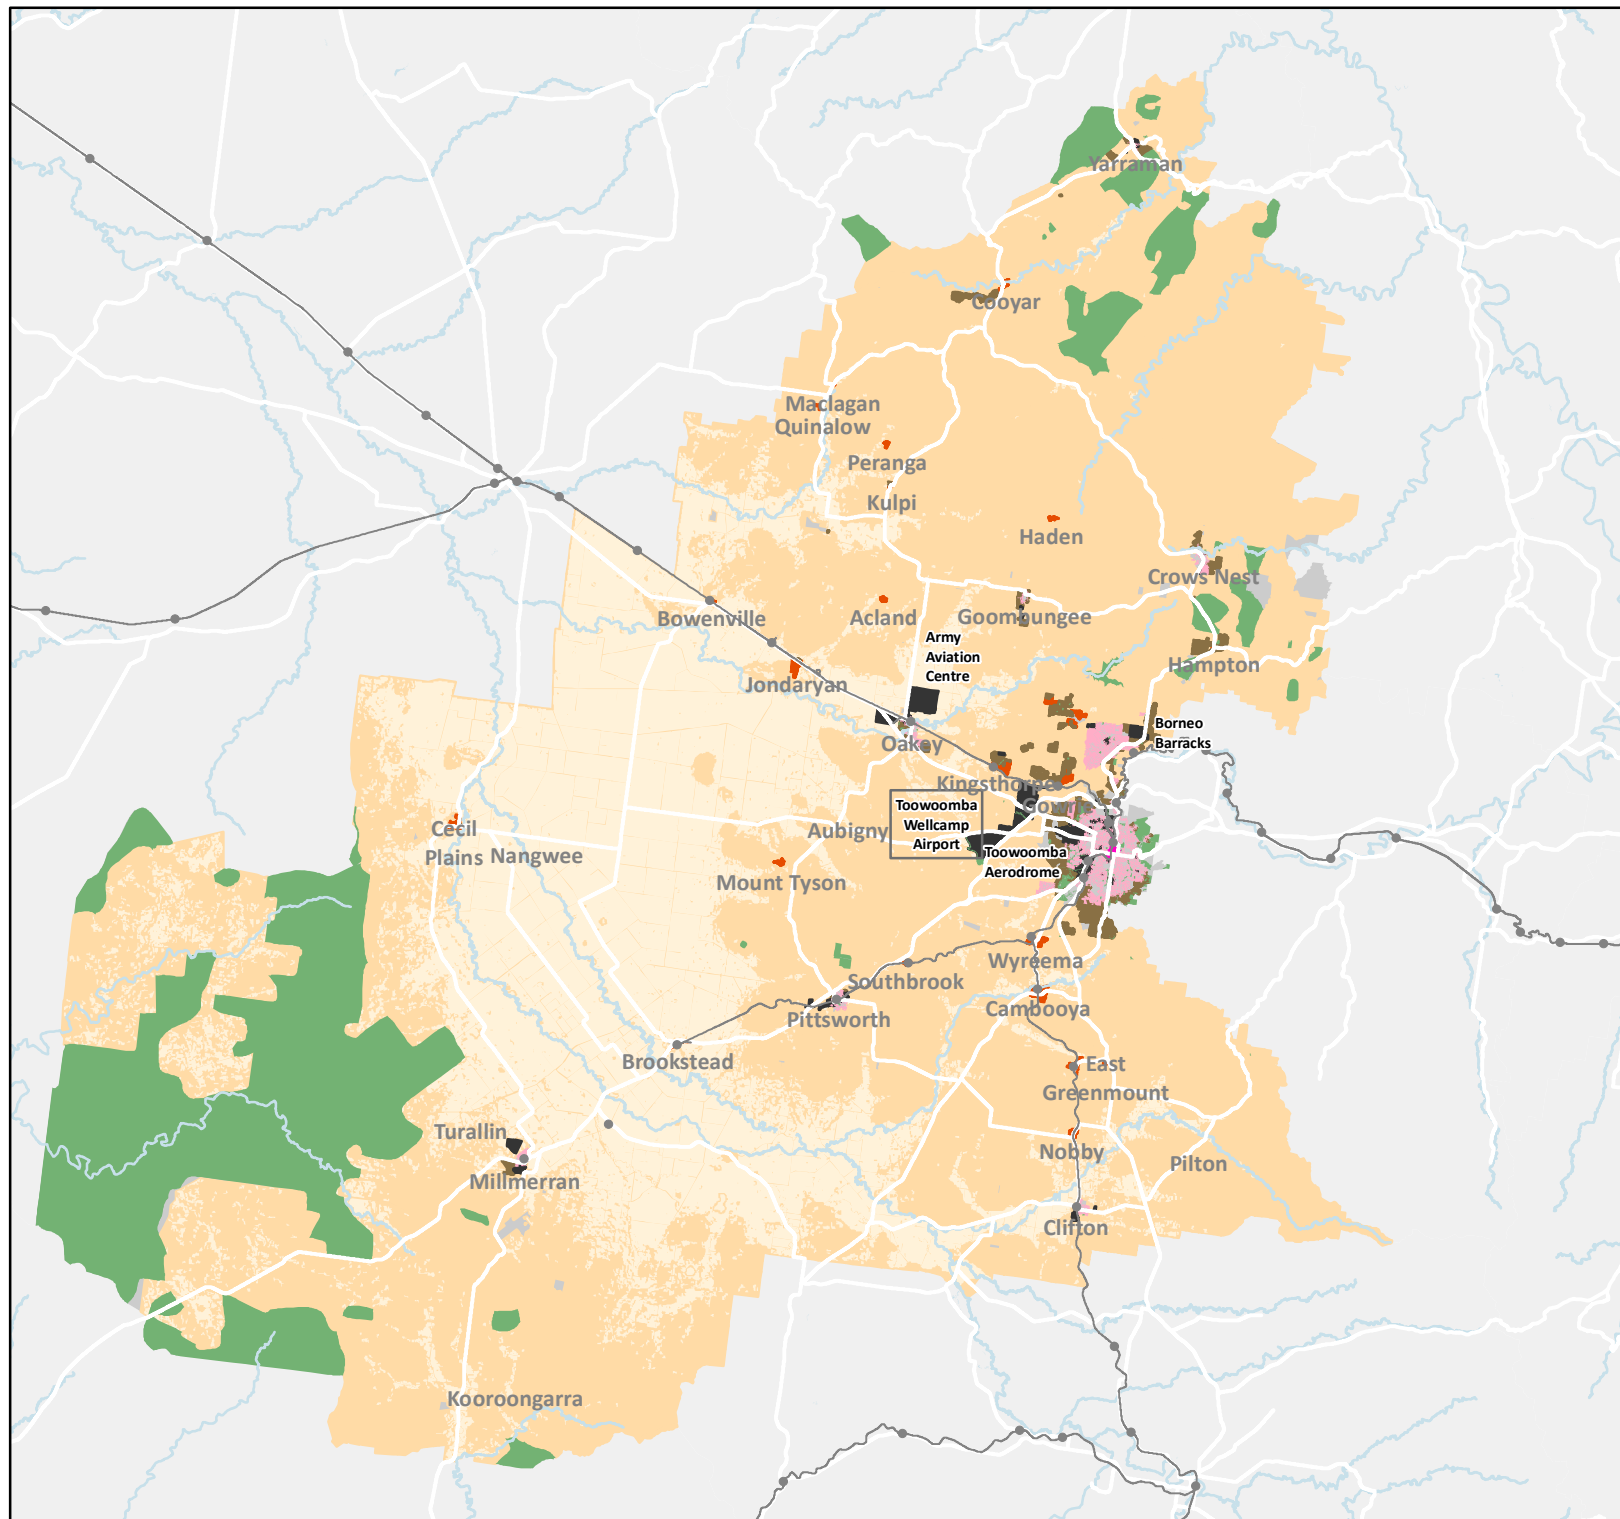 Yarraman
Cooyar
Maclagan
Quinalow
Peranga
Kulpi
Haden
Crows Nest
Bowenville
Acland
Goombungee
Army
Aviation
Centre
Hampton
Jondaryan
Borneo
Barracks
Oakey
Kingsthorpe
Toowoomba
Wellcamp
Airport
Gowrie
Cecil
Plains
Nangwee
Aubigny
Toowoomba
Aerodrome
Mount Tyson
Wyreema
Southbrook
Cambooya
Pittsworth
Brookstead
East
Greenmount
Turallin
Nobby
Pilton
Millmerran
Clifton
Kooroongarra